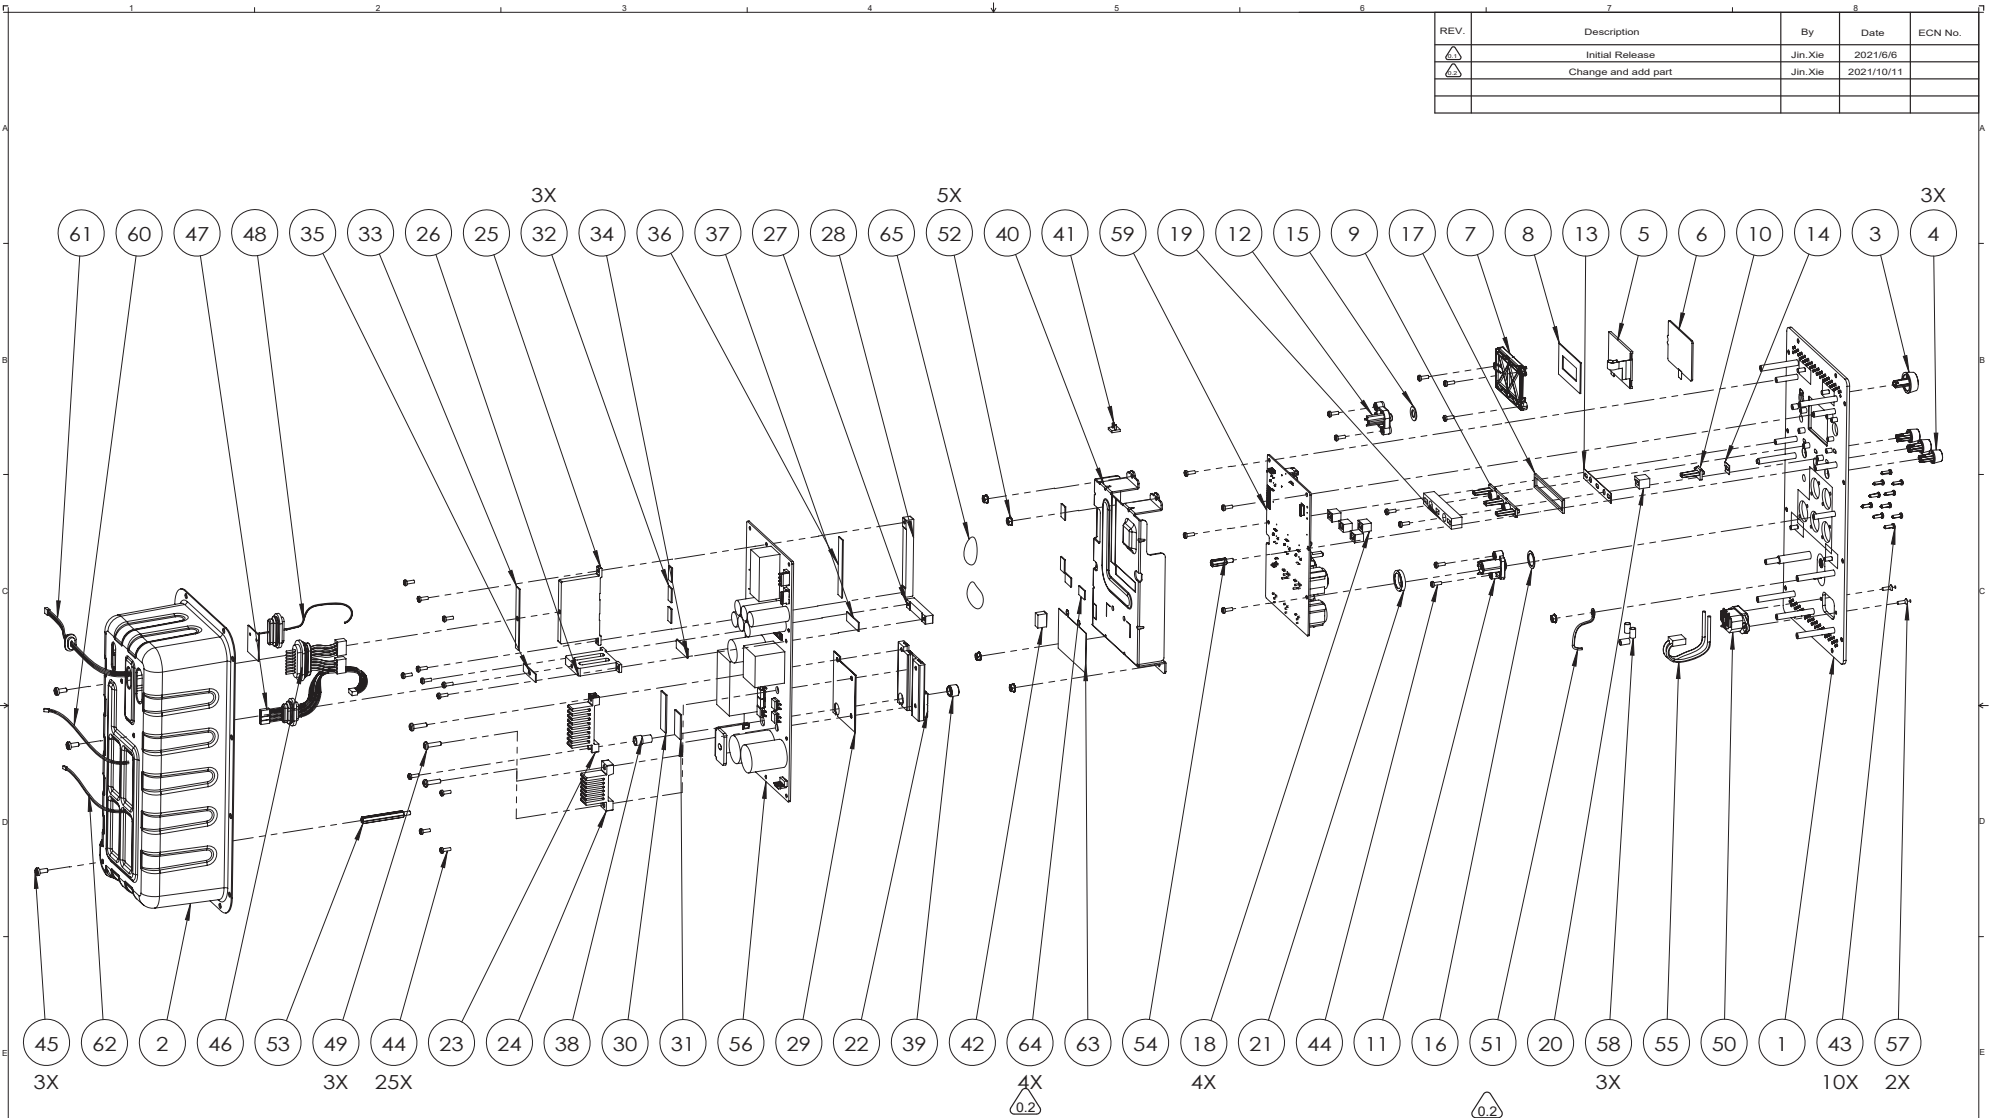 1 2 3 4 5 6 7 8
REV. Description By Date ECN No.
0.1 Initial Release Jin.Xie 2021/6/6
0.2 Change and add part Jin.Xie 2021/10/11
A A
3X 5X 3X
61 60 47 48 35 33 26 25 32 34 36 37 27 28 65 52 40 41 59 19 12 15 9 17 7 8 13 5 6 10 14 3 4
B B
C C
D D
45 62 2 46 53 49 44 23 24 38 30 31 56 29 22 39 42 64 63 54 18 21 44 11 16 51 20 58 55 50 1 43 57
E E
3X 3X 25X 4X 4X 3X 10X 2X
0.2 0.2